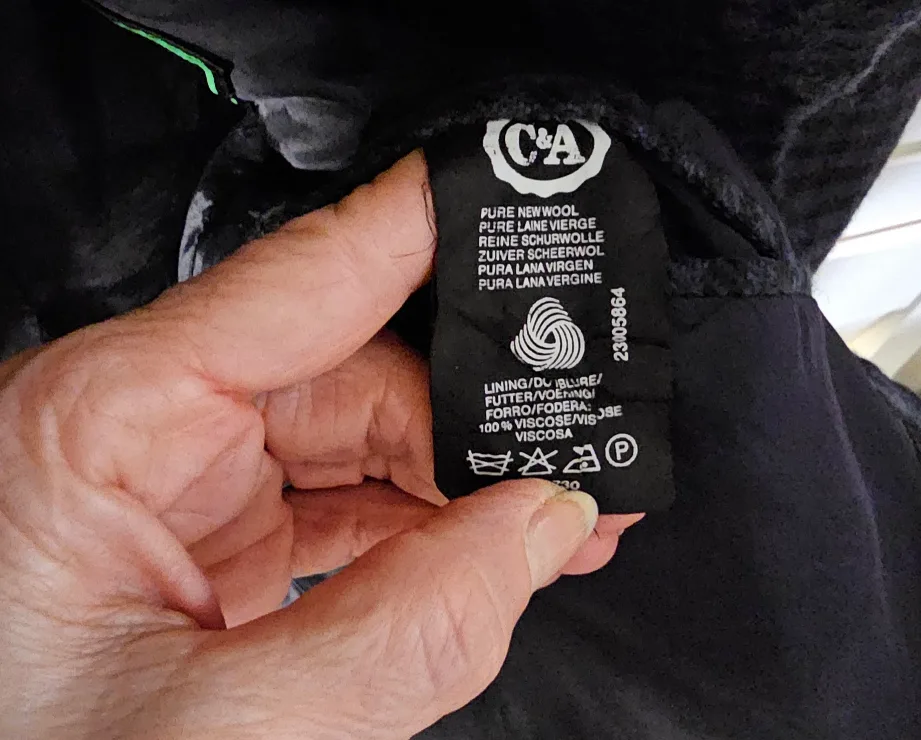 C&A
PURE NEW WOOL
PURE LAINE VIERGE
REINE SCHURWOLLE
ZUIVER SCHEERWOL
PURA LANA VIRGEN
PURA LANA VERGINE
23005864
LINING/DOUBLURE/
FUTTER/VOERING/
FORRO/FODERA:
100% VISCOSE/VISCOSE
VISCOSA
P